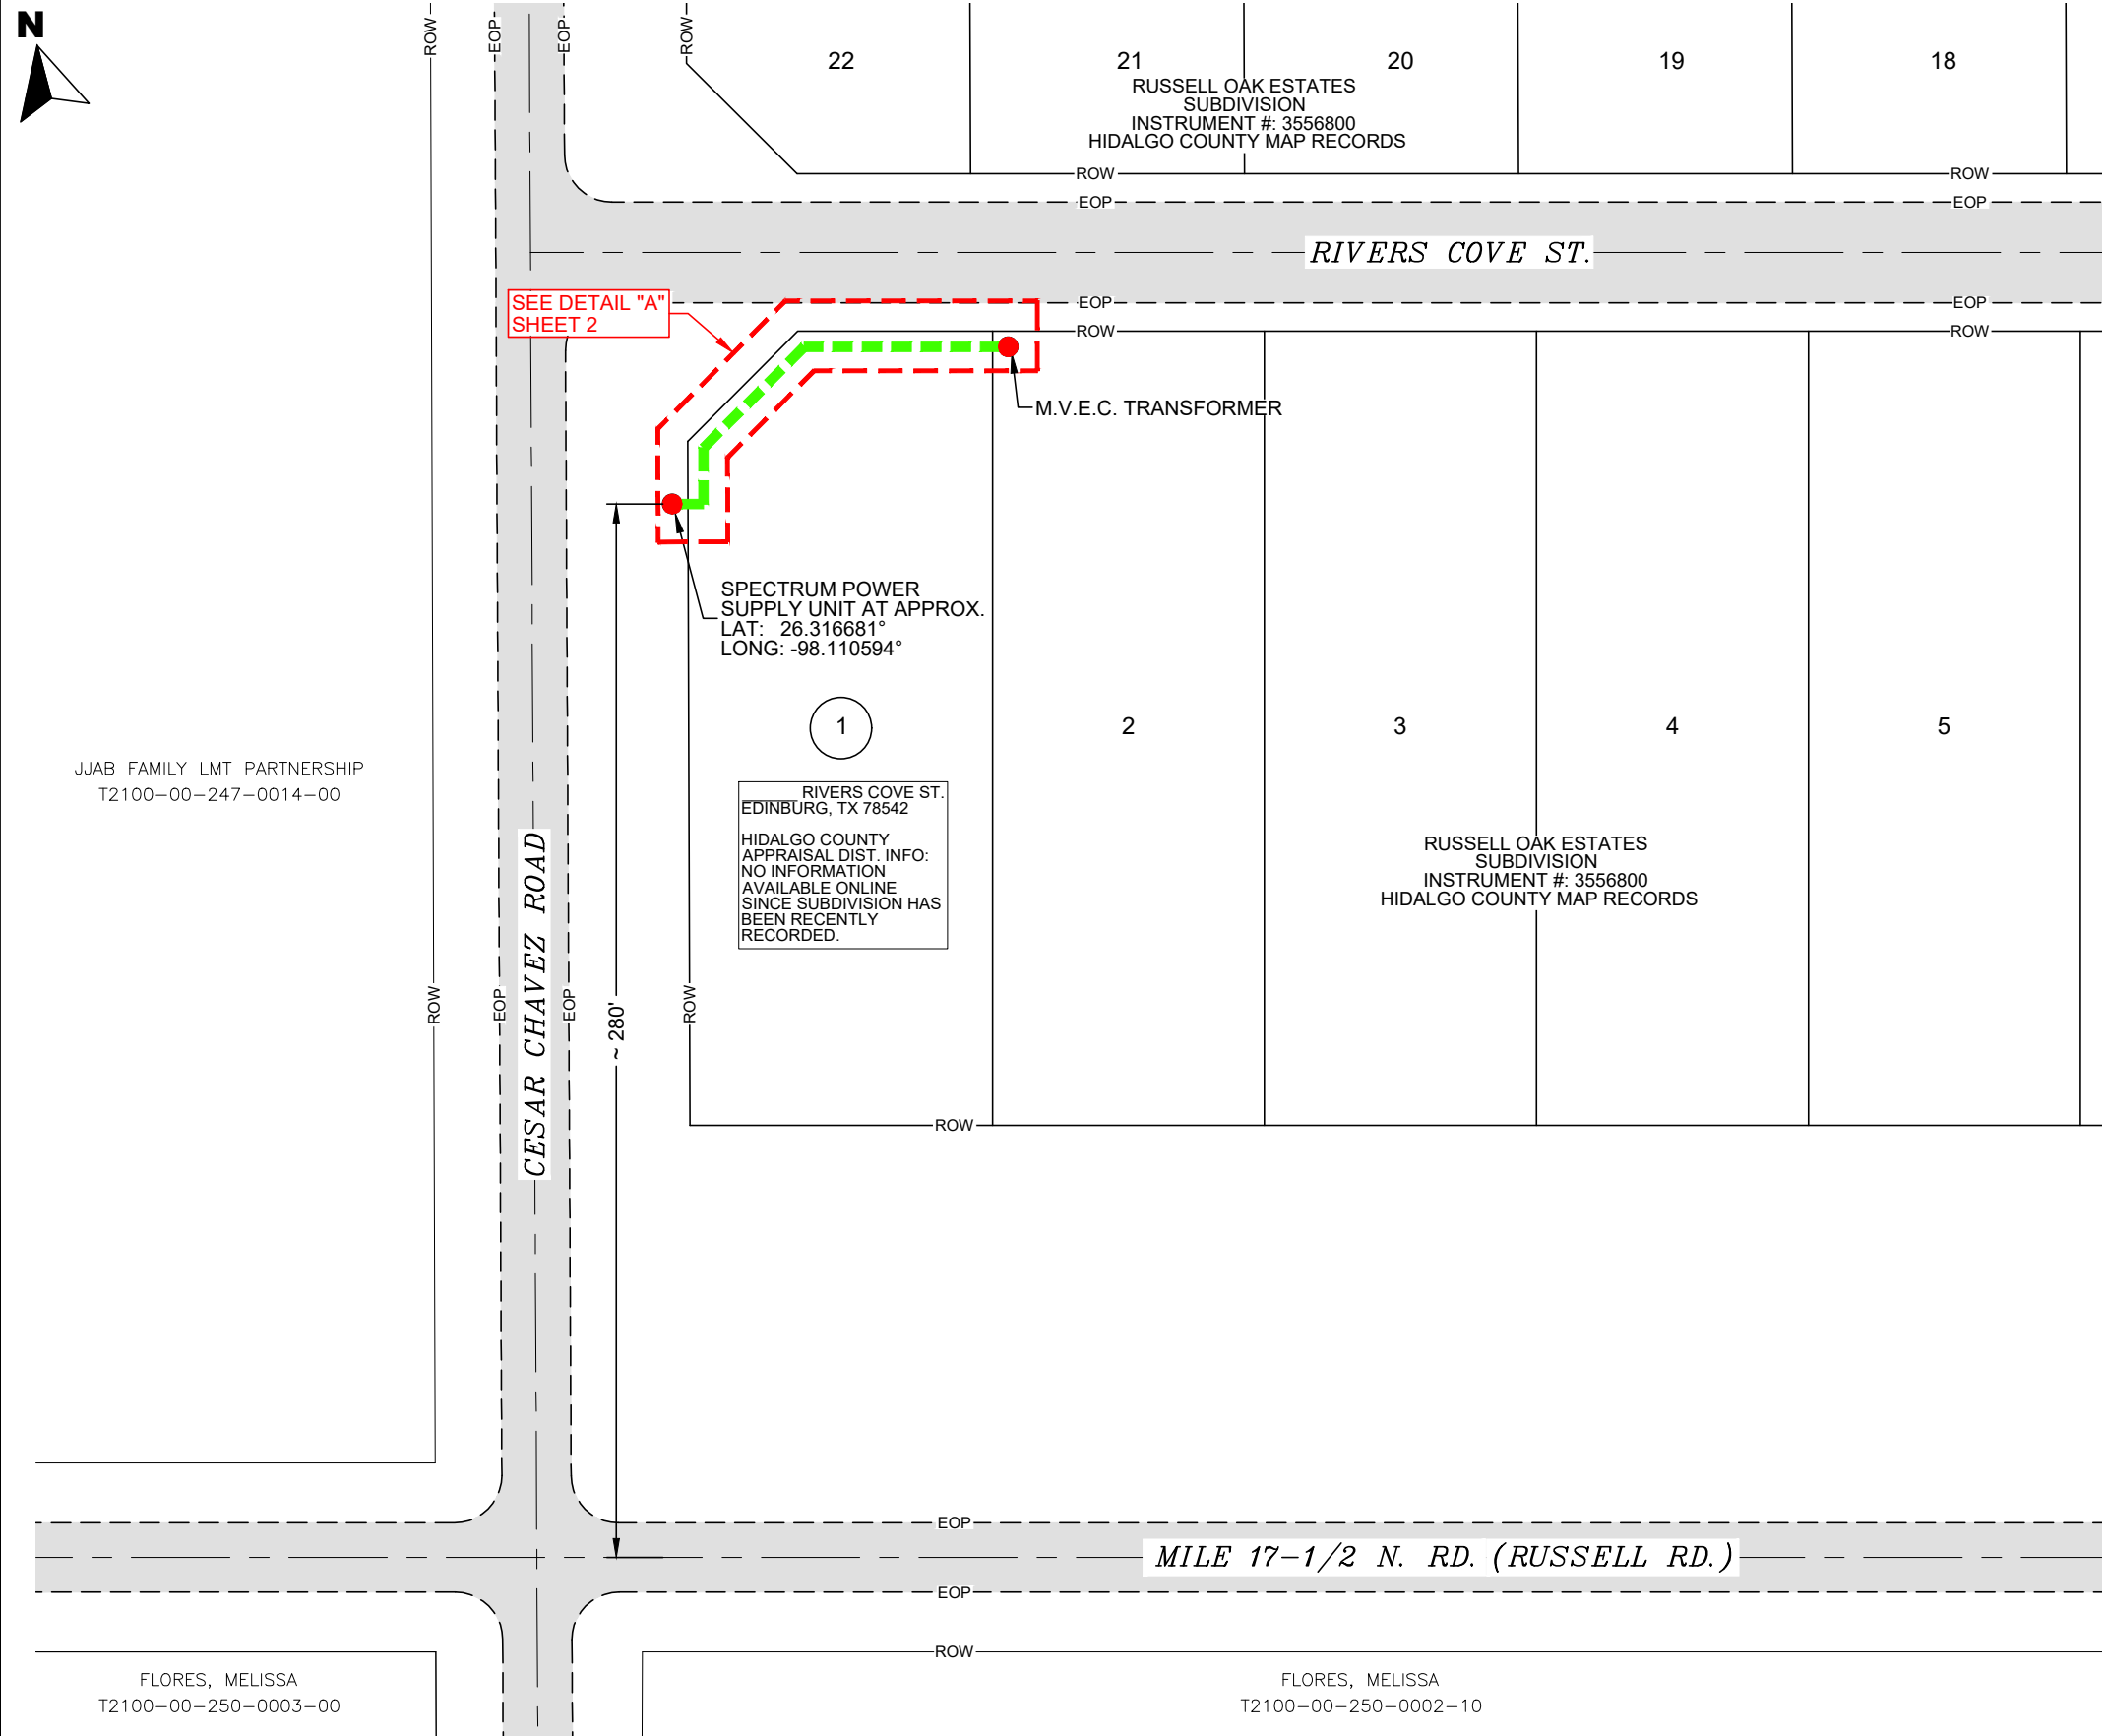 N
ROW
EOP
EOP
ROW
22
21
20
19
18
RUSSELL OAK ESTATES
SUBDIVISION
INSTRUMENT #: 3556800
HIDALGO COUNTY MAP RECORDS
ROW
ROW
EOP
EOP
RIVERS COVE ST.
SEE DETAIL "A"
SHEET 2
EOP
EOP
ROW
ROW
M.V.E.C. TRANSFORMER
SPECTRUM POWER
SUPPLY UNIT AT APPROX.
LAT: 26.316681°
LONG: -98.110594°
1
2
3
4
5
JJAB FAMILY LMT PARTNERSHIP
T2100-00-247-0014-00
______ RIVERS COVE ST.
EDINBURG, TX 78542
HIDALGO COUNTY
APPRAISAL DIST. INFO:
NO INFORMATION
AVAILABLE ONLINE
SINCE SUBDIVISION HAS
BEEN RECENTLY
RECORDED.
RUSSELL OAK ESTATES
SUBDIVISION
INSTRUMENT #: 3556800
HIDALGO COUNTY MAP RECORDS
CESAR CHAVEZ ROAD
ROW
EOP
EOP
~ 280'
ROW
ROW
EOP
MILE 17-1/2 N. RD. (RUSSELL RD.)
EOP
ROW
FLORES, MELISSA
T2100-00-250-0003-00
FLORES, MELISSA
T2100-00-250-0002-10